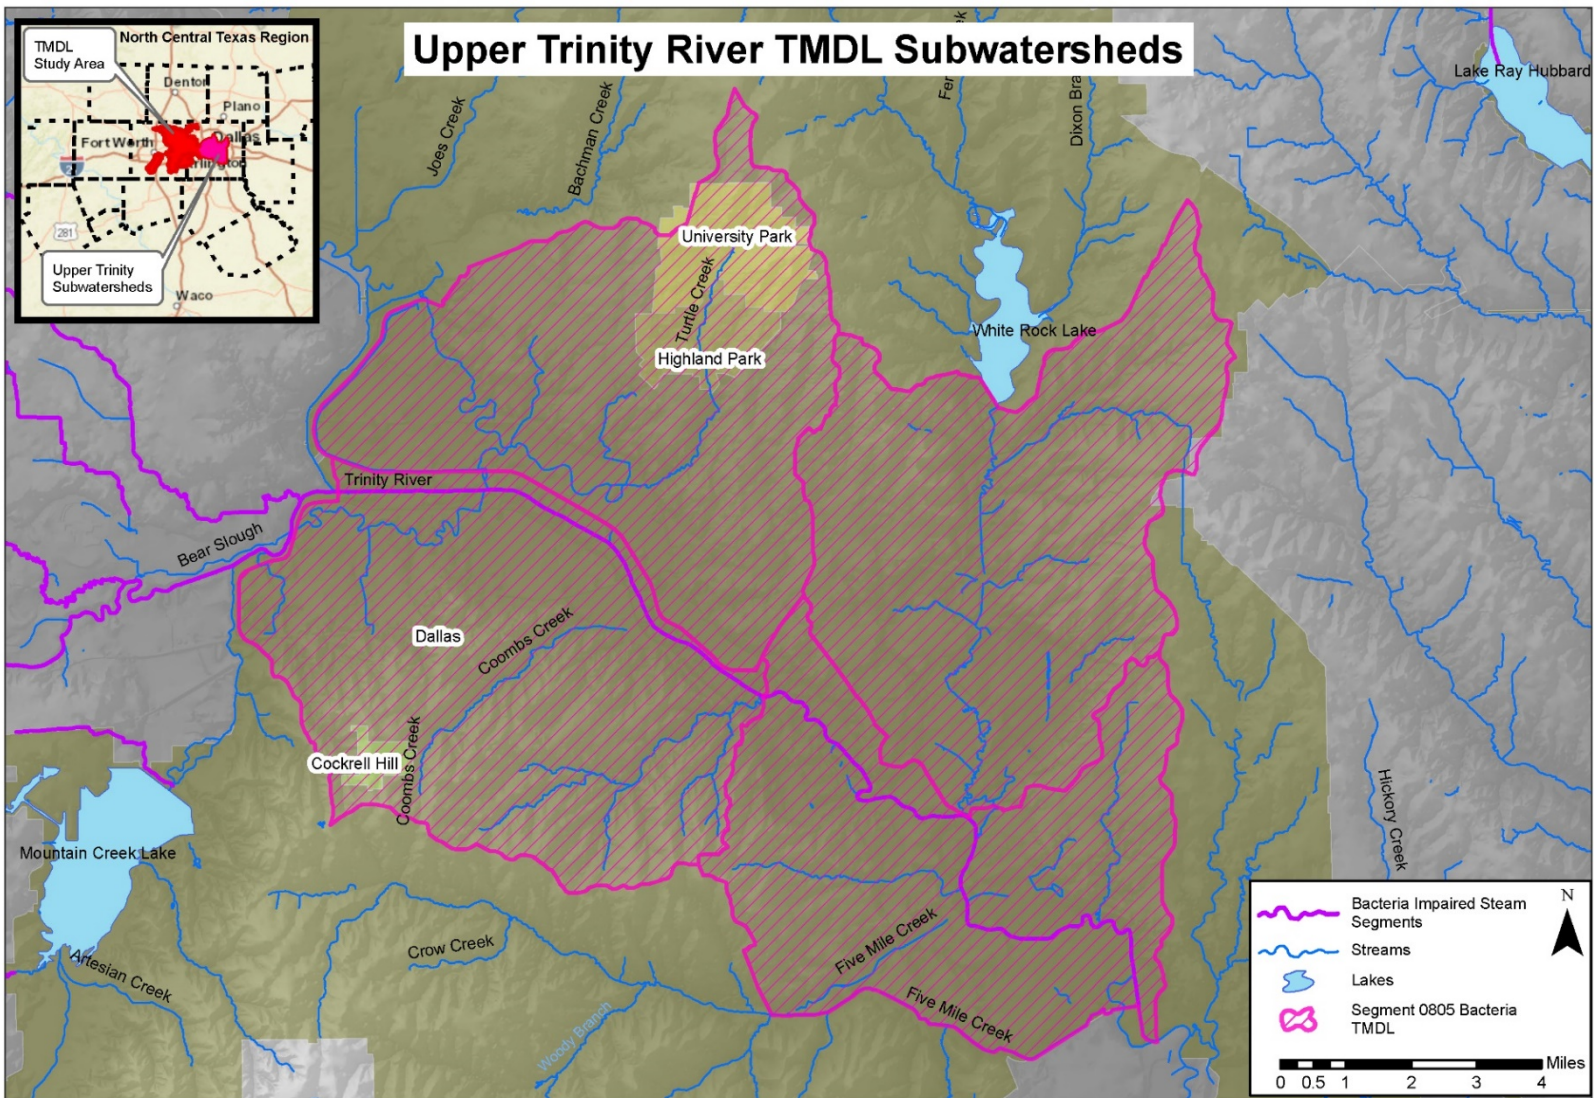 Upper Trinity River TMDL Subwatersheds
North Central Texas Region
TMDL
Study Area
Denton
Plano
Fort Worth
Dallas
Arlington
281
Upper Trinity
Subwatersheds
Waco
Joes Creek
Bachman Creek
Dixon Bra
Lake Ray Hubbard
University Park
Turtle Creek
Highland Park
White Rock Lake
Trinity River
Bear Slough
Dallas
Coombs Creek
Coombs Creek
Cockrell Hill
Mountain Creek Lake
Hickory Creek
Artesian Creek
Crow Creek
Five Mile Creek
Five Mile Creek
Woody Branch
N
Bacteria Impaired Steam
Segments
Streams
Lakes
Segment 0805 Bacteria
TMDL
Miles
0 0.5 1 2 3 4